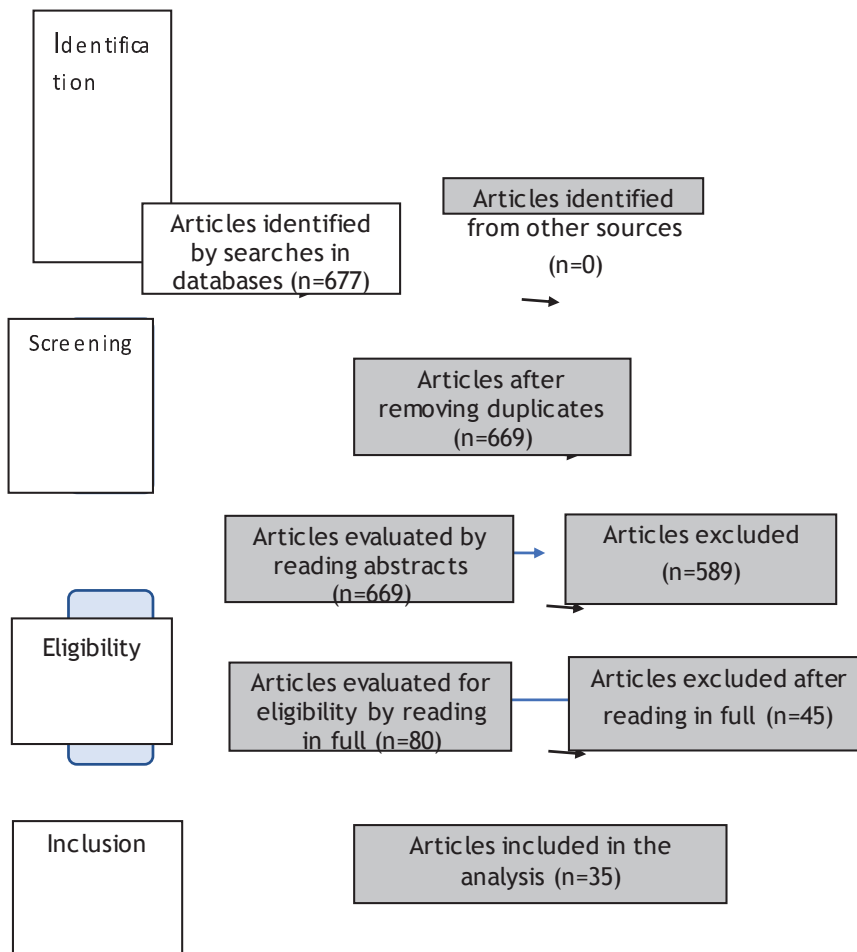 Identifica
tion
Articles identified
by searches in
databases (n=677)
Articles identified
from other sources
(n=0)
Screening
Articles after
removing duplicates
(n=669)
Articles evaluated by
reading abstracts
(n=669)
Articles excluded
(n=589)
Eligibility
Articles evaluated for
eligibility by reading
in full (n=80)
Articles excluded after
reading in full (n=45)
Inclusion
Articles included in the
analysis (n=35)